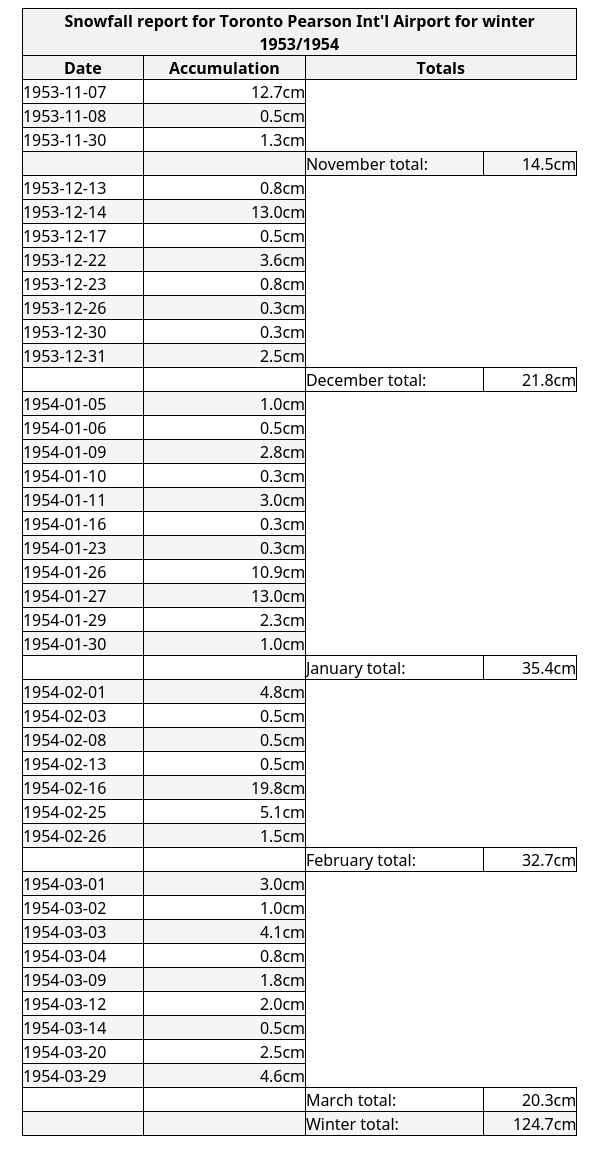 Snowfall report for Toronto Pearson Int'l Airport for winter
1953/1954
Date Accumulation Totals
1953-11-07 12.7cm
1953-11-08 0.5cm
1953-11-30 1.3cm
November total: 14.5cm
1953-12-13 0.8cm
1953-12-14 13.0cm
1953-12-17 0.5cm
1953-12-22 3.6cm
1953-12-23 0.8cm
1953-12-26 0.3cm
1953-12-30 0.3cm
1953-12-31 2.5cm
December total: 21.8cm
1954-01-05 1.0cm
1954-01-06 0.5cm
1954-01-09 2.8cm
1954-01-10 0.3cm
1954-01-11 3.0cm
1954-01-16 0.3cm
1954-01-23 0.3cm
1954-01-26 10.9cm
1954-01-27 13.0cm
1954-01-29 2.3cm
1954-01-30 1.0cm
January total: 35.4cm
1954-02-01 4.8cm
1954-02-03 0.5cm
1954-02-08 0.5cm
1954-02-13 0.5cm
1954-02-16 19.8cm
1954-02-25 5.1cm
1954-02-26 1.5cm
February total: 32.7cm
1954-03-01 3.0cm
1954-03-02 1.0cm
1954-03-03 4.1cm
1954-03-04 0.8cm
1954-03-09 1.8cm
1954-03-12 2.0cm
1954-03-14 0.5cm
1954-03-20 2.5cm
1954-03-29 4.6cm
March total: 20.3cm
Winter total: 124.7cm